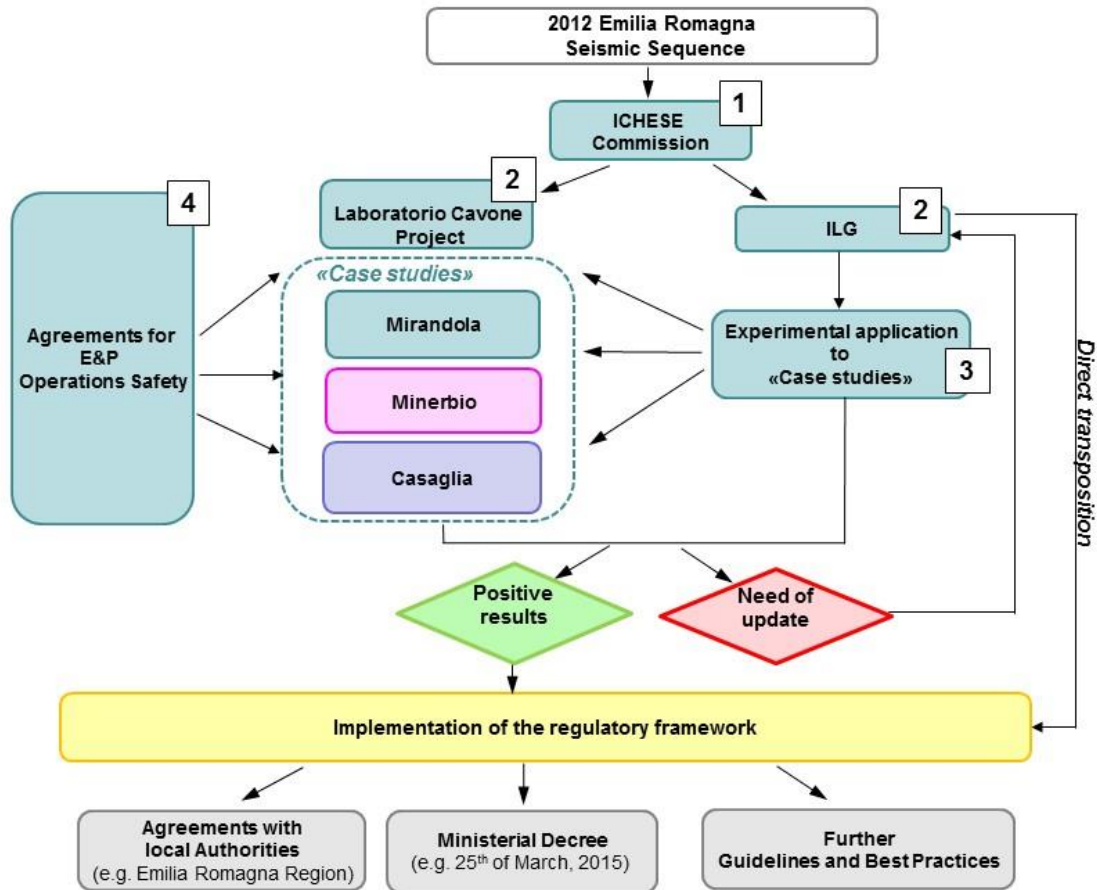 2012 Emilia Romagna
Seismic Sequence
1
ICHESE
Commission
2
Laboratorio Cavone
Project
2
ILG
4
Agreements for
E&P
Operations Safety
«Case studies»
Mirandola
Minerbio
Casaglia
Experimental application
to
«Case studies»
3
Direct transposition
Positive
results
Need of
update
Implementation of the regulatory framework
Agreements with
local Authorities
(e.g. Emilia Romagna Region)
Ministerial Decree
(e.g. 25th of March, 2015)
Further
Guidelines and Best Practices